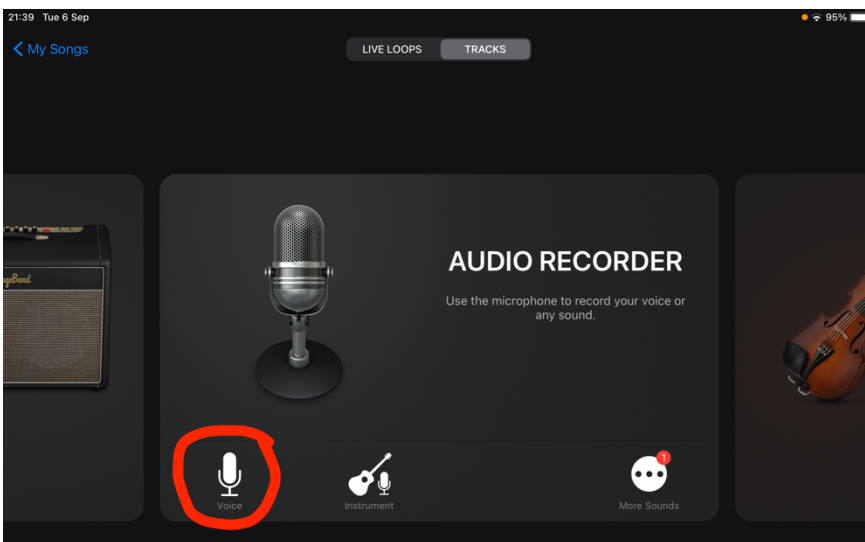 21:39 Tue 6 Sep
95%
My Songs
LIVE LOOPS
TRACKS
AUDIO RECORDER
Use the microphone to record your voice or
any sound.
1
Voice
Instrument
More Sounds